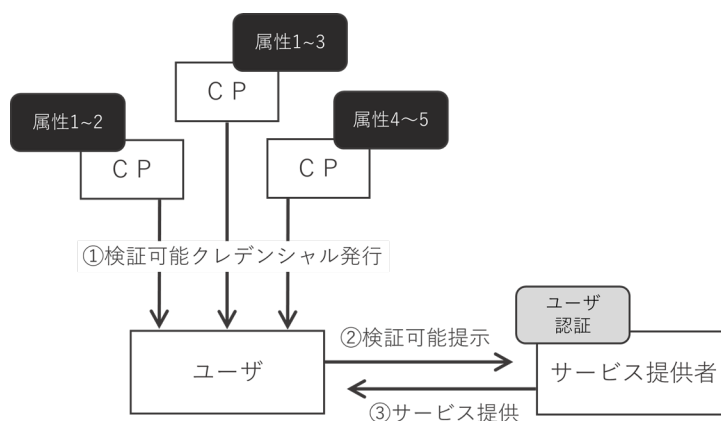 属性1~3
CP
属性1~2
CP
属性4〜5
CP
①検証可能クレデンシャル発行
ユーザ
認証
ユーザ
②検証可能提示
サービス提供者
③サービス提供